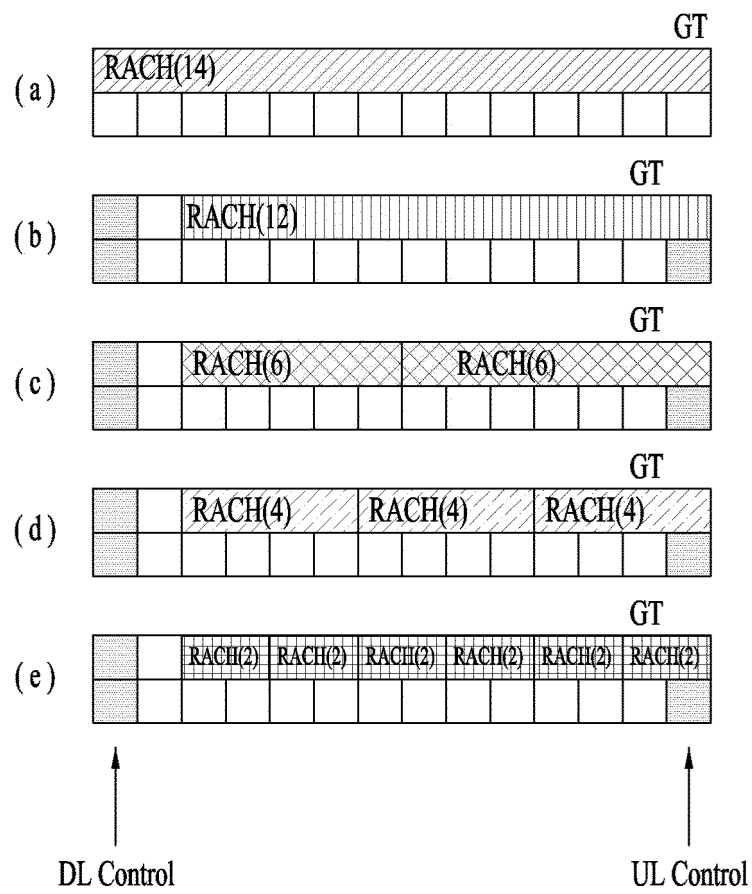 GT
(a) RACH(14)
GT
(b) RACH(12)
GT
(c) RACH(6) RACH(6)
GT
(d) RACH(4) RACH(4) RACH(4)
GT
(e) RACH(2) RACH(2) RACH(2) RACH(2) RACH(2) RACH(2)
DL Control UL Control